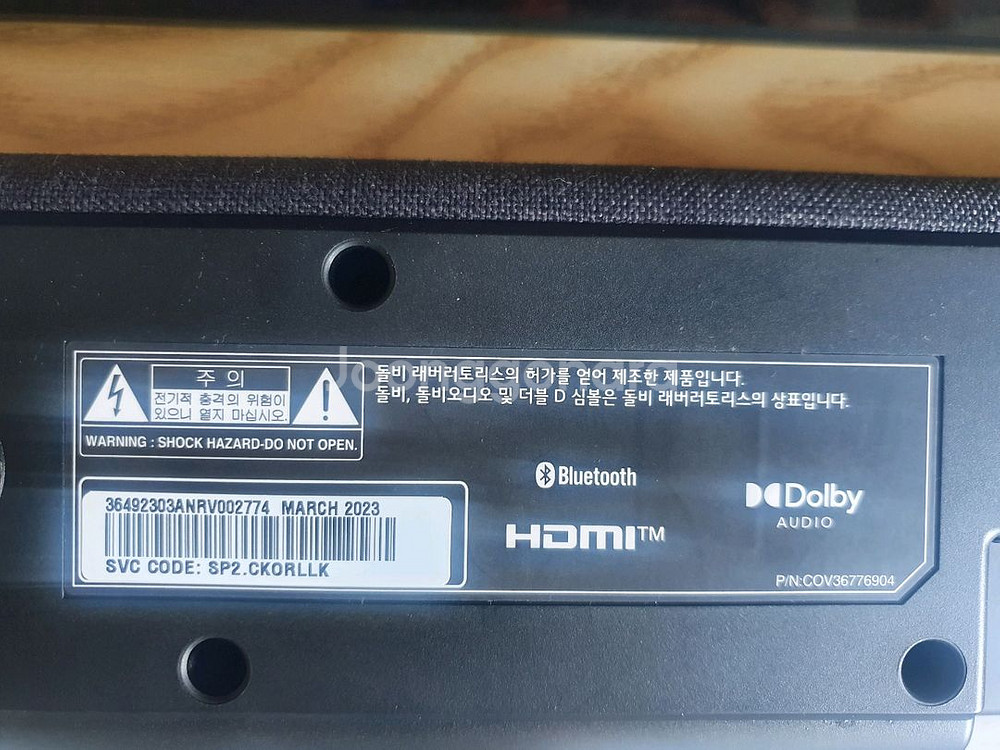 주 의
전기적 충격의 위험이
있으니 열지 마십시오.
WARNING : SHOCK HAZARD-DO NOT OPEN.
돌비 래버러토리스의 허가를 얻어 제조한 제품입니다.
돌비, 돌비오디오 및 더블 D 심볼은 돌비 래버러토리스의 상표입니다.
36492303ANRV002774 MARCH 2023
SVC CODE: SP2.CKORLLK
Bluetooth
HDMI™
Dolby
AUDIO
P/N:COV36776904
Joonggonara